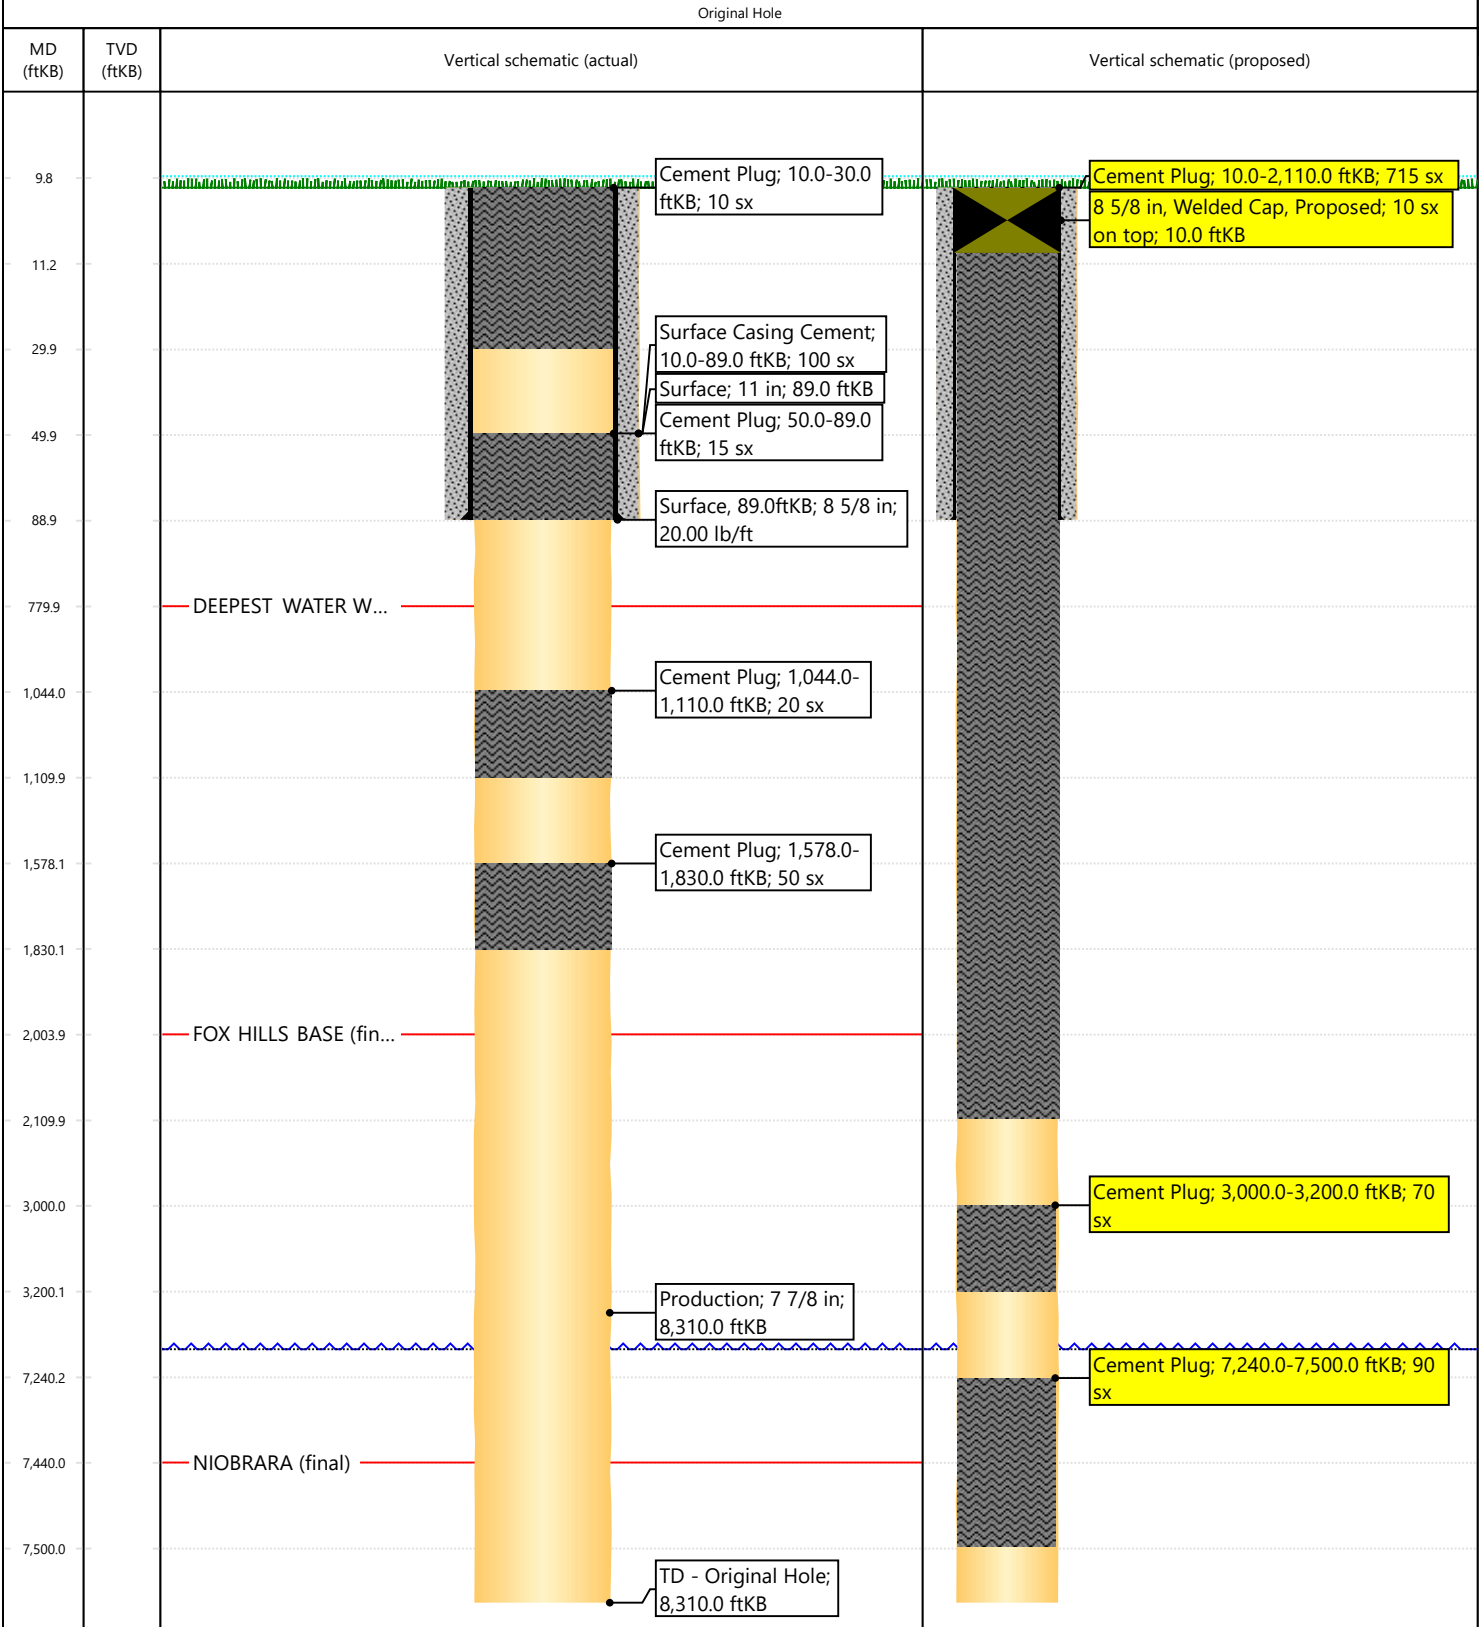 Original Hole
MD
(ftKB)
TVD
(ftKB)
Vertical schematic (actual)
Vertical schematic (proposed)
9.8
11.2
29.9
49.9
88.9
779.9
1,044.0
1,109.9
1,578.1
1,830.1
2,003.9
2,109.9
3,000.0
3,200.1
7,240.2
7,440.0
7,500.0
DEEPEST WATER W...
FOX HILLS BASE (fin...
NIOBRARA (final)
Cement Plug; 10.0-30.0
ftKB; 10 sx
Surface Casing Cement;
10.0-89.0 ftKB; 100 sx
Surface; 11 in; 89.0 ftKB
Cement Plug; 50.0-89.0
ftKB; 15 sx
Surface, 89.0ftKB; 8 5/8 in;
20.00 lb/ft
Cement Plug; 1,044.0-
1,110.0 ftKB; 20 sx
Cement Plug; 1,578.0-
1,830.0 ftKB; 50 sx
Production; 7 7/8 in;
8,310.0 ftKB
TD - Original Hole;
8,310.0 ftKB
Cement Plug; 10.0-2,110.0 ftKB; 715 sx
8 5/8 in, Welded Cap, Proposed; 10 sx
on top; 10.0 ftKB
Cement Plug; 3,000.0-3,200.0 ftKB; 70
sx
Cement Plug; 7,240.0-7,500.0 ftKB; 90
sx